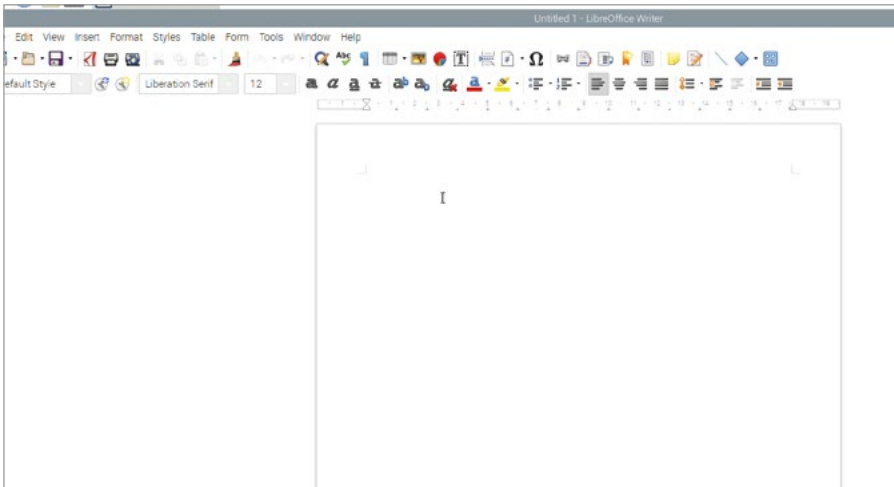 Untitled 1 - LibreOffice Writer
Edit View Insert Format Styles Table Form Tools Window Help
efault Style Liberation Serif 12